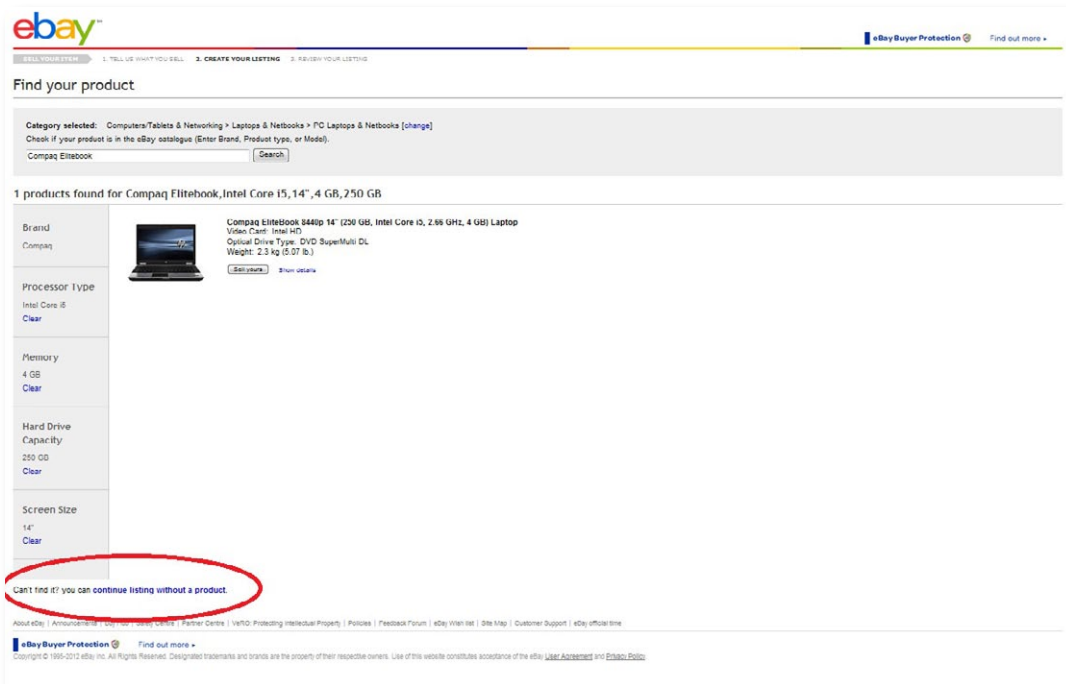 ebay
eBay Buyer Protection Find out more
SELL YOUR ITEM 1. TELL US WHAT YOU SELL 2. CREATE YOUR LISTING 3. REVIEW YOUR LISTING
Find your product
Category selected: Computers/Tablets & Networking > Laptops & Netbooks > PC Laptops & Netbooks [change]
Check if your product is in the eBay catalogue (Enter Brand, Product type, or Model).
Compaq Elitebook Search
1 products found for Compaq Elitebook,Intel Core i5,14",4 GB,250 GB
Brand
Compaq
Processor Type
Intel Core i5
Clear
Memory
4 GB
Clear
Hard Drive
Capacity
250 GB
Clear
Screen Size
14"
Clear
Compaq EliteBook 8440p 14" (250 GB, Intel Core i5, 2.66 GHz, 4 GB) Laptop
Video Card: Intel HD
Optical Drive Type: DVD SuperMulti DL
Weight: 2.3 kg (5.07 lb.)
Sell yours Show details
Can't find it? you can continue listing without a product.
About eBay | Announcements | | Safety Centre | Partner Centre | VeRO: Protecting Intellectual Property | Policies | Feedback Forum | eBay Wish list | Site Map | Customer Support | eBay official time
eBay Buyer Protection Find out more
Copyright © 1995-2012 eBay Inc. All Rights Reserved. Designated trademarks and brands are the property of their respective owners. Use of this website constitutes acceptance of the eBay User Agreement and Privacy Policy.